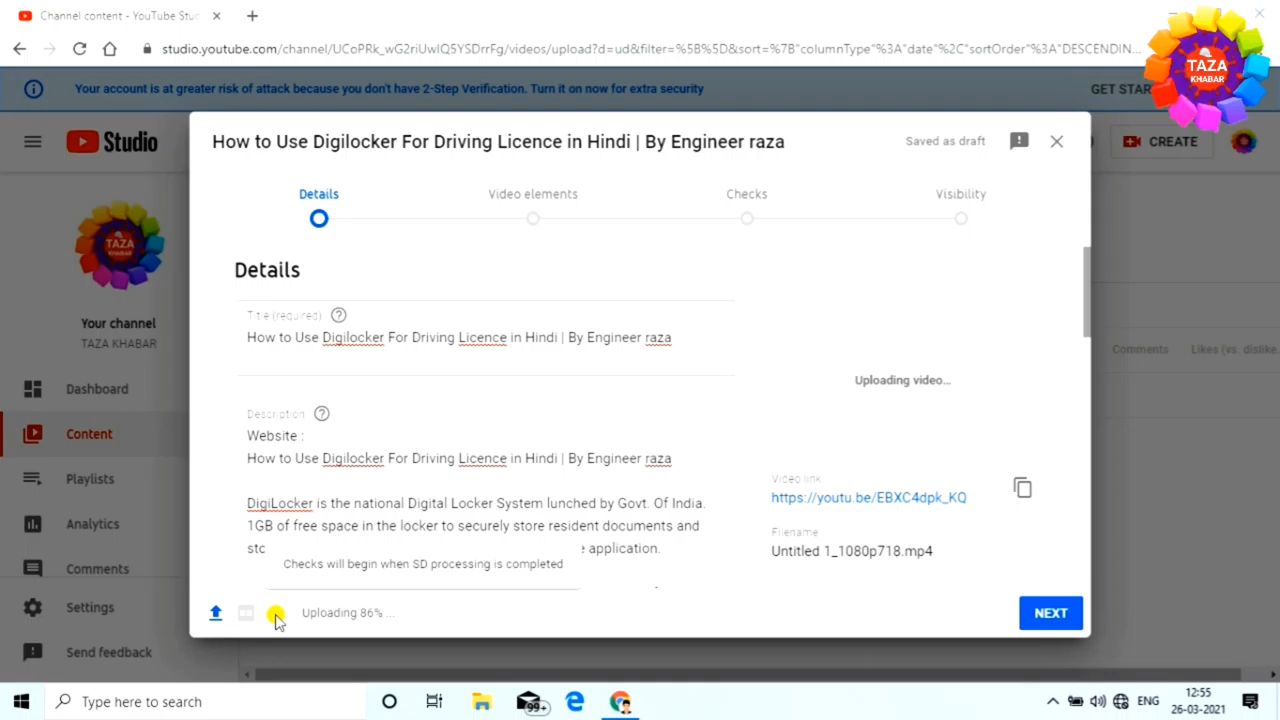 Channel content - YouTube Stu
studio.youtube.com/channel/UCoPRk_wG2riUwIQ5YSDrrFg/videos/upload?d=ud&filter=%5B%5D&sort=%7B"columnType"%3A"date"%2C"sortOrder"%3A"DESCENDIN...
TAZA
KHABAR
Your account is at greater risk of attack because you don't have 2-Step Verification. Turn it on now for extra security
GET STAR
Studio
CREATE
How to Use Digilocker For Driving Licence in Hindi | By Engineer raza
Saved as draft
Details
Video elements
Checks
Visibility
TAZA
KHABAR
Your channel
TAZA KHABAR
Dashboard
Content
Playlists
Analytics
Comments
Settings
Send feedback
Details
Title (required)
How to Use Digilocker For Driving Licence in Hindi | By Engineer raza
Description
Website :
How to Use Digilocker For Driving Licence in Hindi | By Engineer raza
DigiLocker is the national Digital Locker System lunched by Govt. Of India.
1GB of free space in the locker to securely store resident documents and
application.
Checks will begin when SD processing is completed
Uploading video...
Video link
https://youtu.be/EBXC4dpk_KQ
Filename
Untitled 1_1080p718.mp4
Comments
Likes (vs. dislike
Uploading 86% ...
NEXT
Type here to search
99+
ENG
12:55
26-03-2021